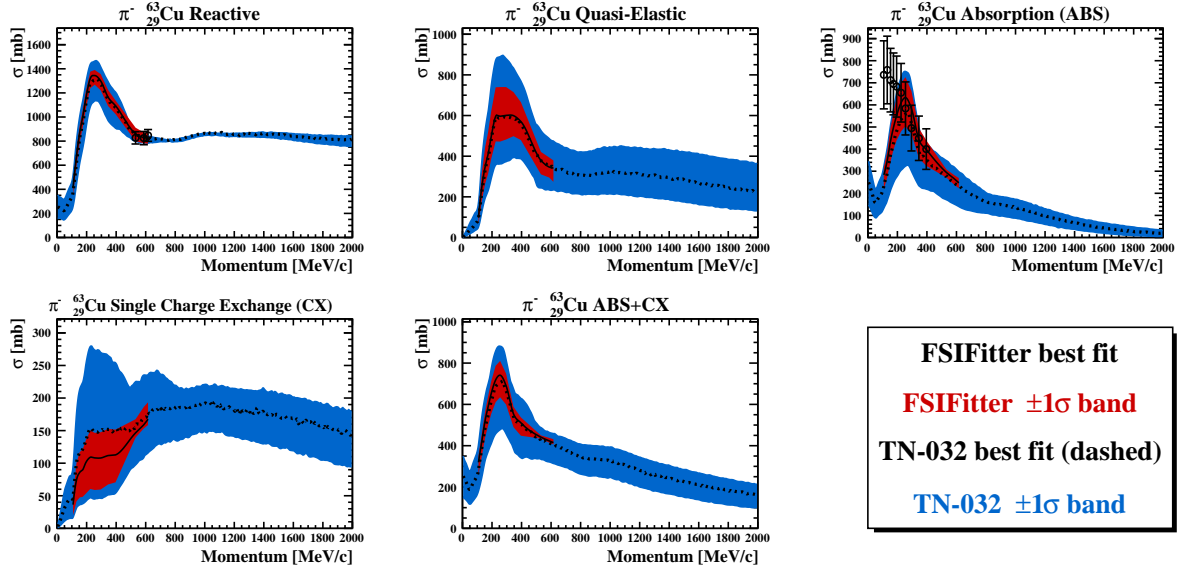 π⁻ ⁶³₂₉Cu Reactive
σ [mb]
1600
1400
1200
1000
800
600
400
200
0
0 200 400 600 800 1000 1200 1400 1600 1800 2000
Momentum [MeV/c]
π⁻ ⁶³₂₉Cu Quasi-Elastic
σ [mb]
1000
800
600
400
200
0
0 200 400 600 800 1000 1200 1400 1600 1800 2000
Momentum [MeV/c]
π⁻ ⁶³₂₉Cu Absorption (ABS)
σ [mb]
900
800
700
600
500
400
300
200
100
0
0 200 400 600 800 1000 1200 1400 1600 1800 2000
Momentum [MeV/c]
π⁻ ⁶³₂₉Cu Single Charge Exchange (CX)
σ [mb]
300
250
200
150
100
50
0
0 200 400 600 800 1000 1200 1400 1600 1800 2000
Momentum [MeV/c]
π⁻ ⁶³₂₉Cu ABS+CX
σ [mb]
1000
800
600
400
200
0
0 200 400 600 800 1000 1200 1400 1600 1800 2000
Momentum [MeV/c]
FSIFitter best fit
FSIFitter ±1σ band
TN-032 best fit (dashed)
TN-032 ±1σ band